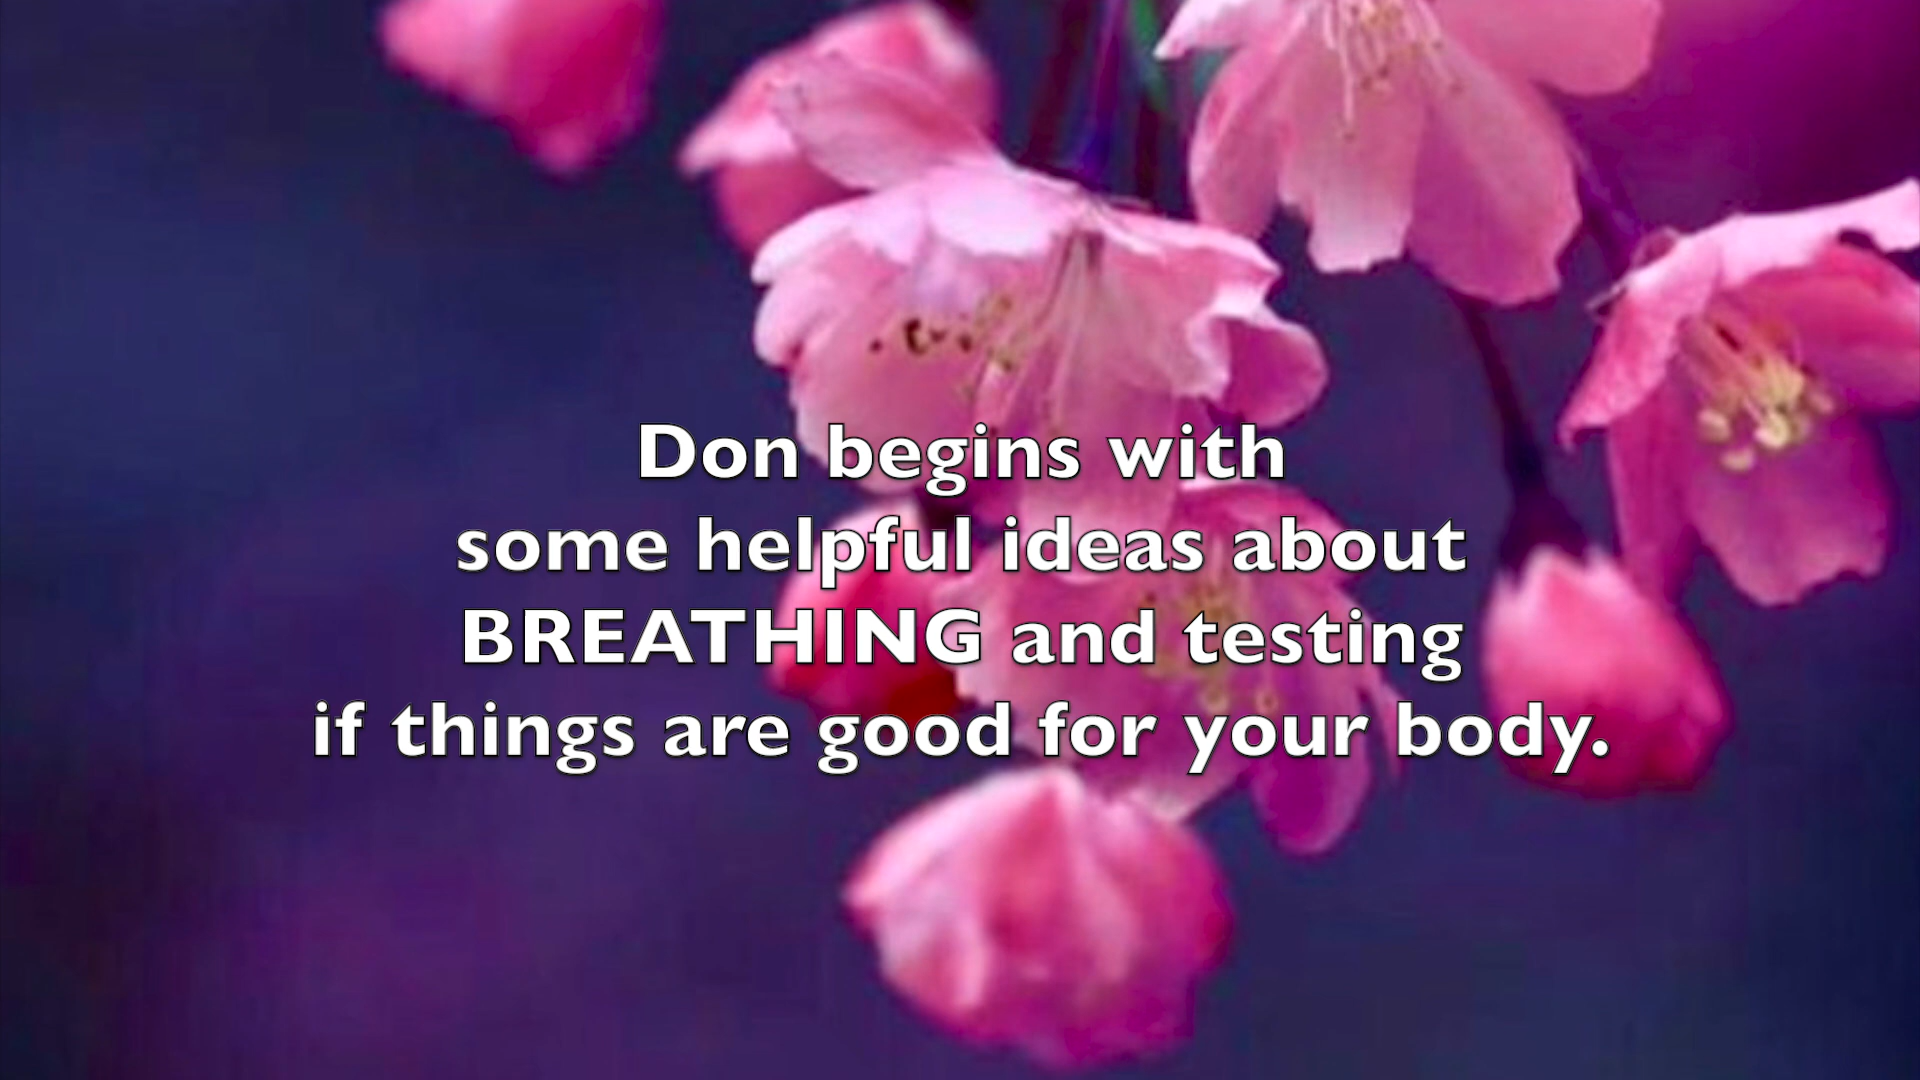 Don begins with
some helpful ideas about
BREATHING and testing
if things are good for your body.